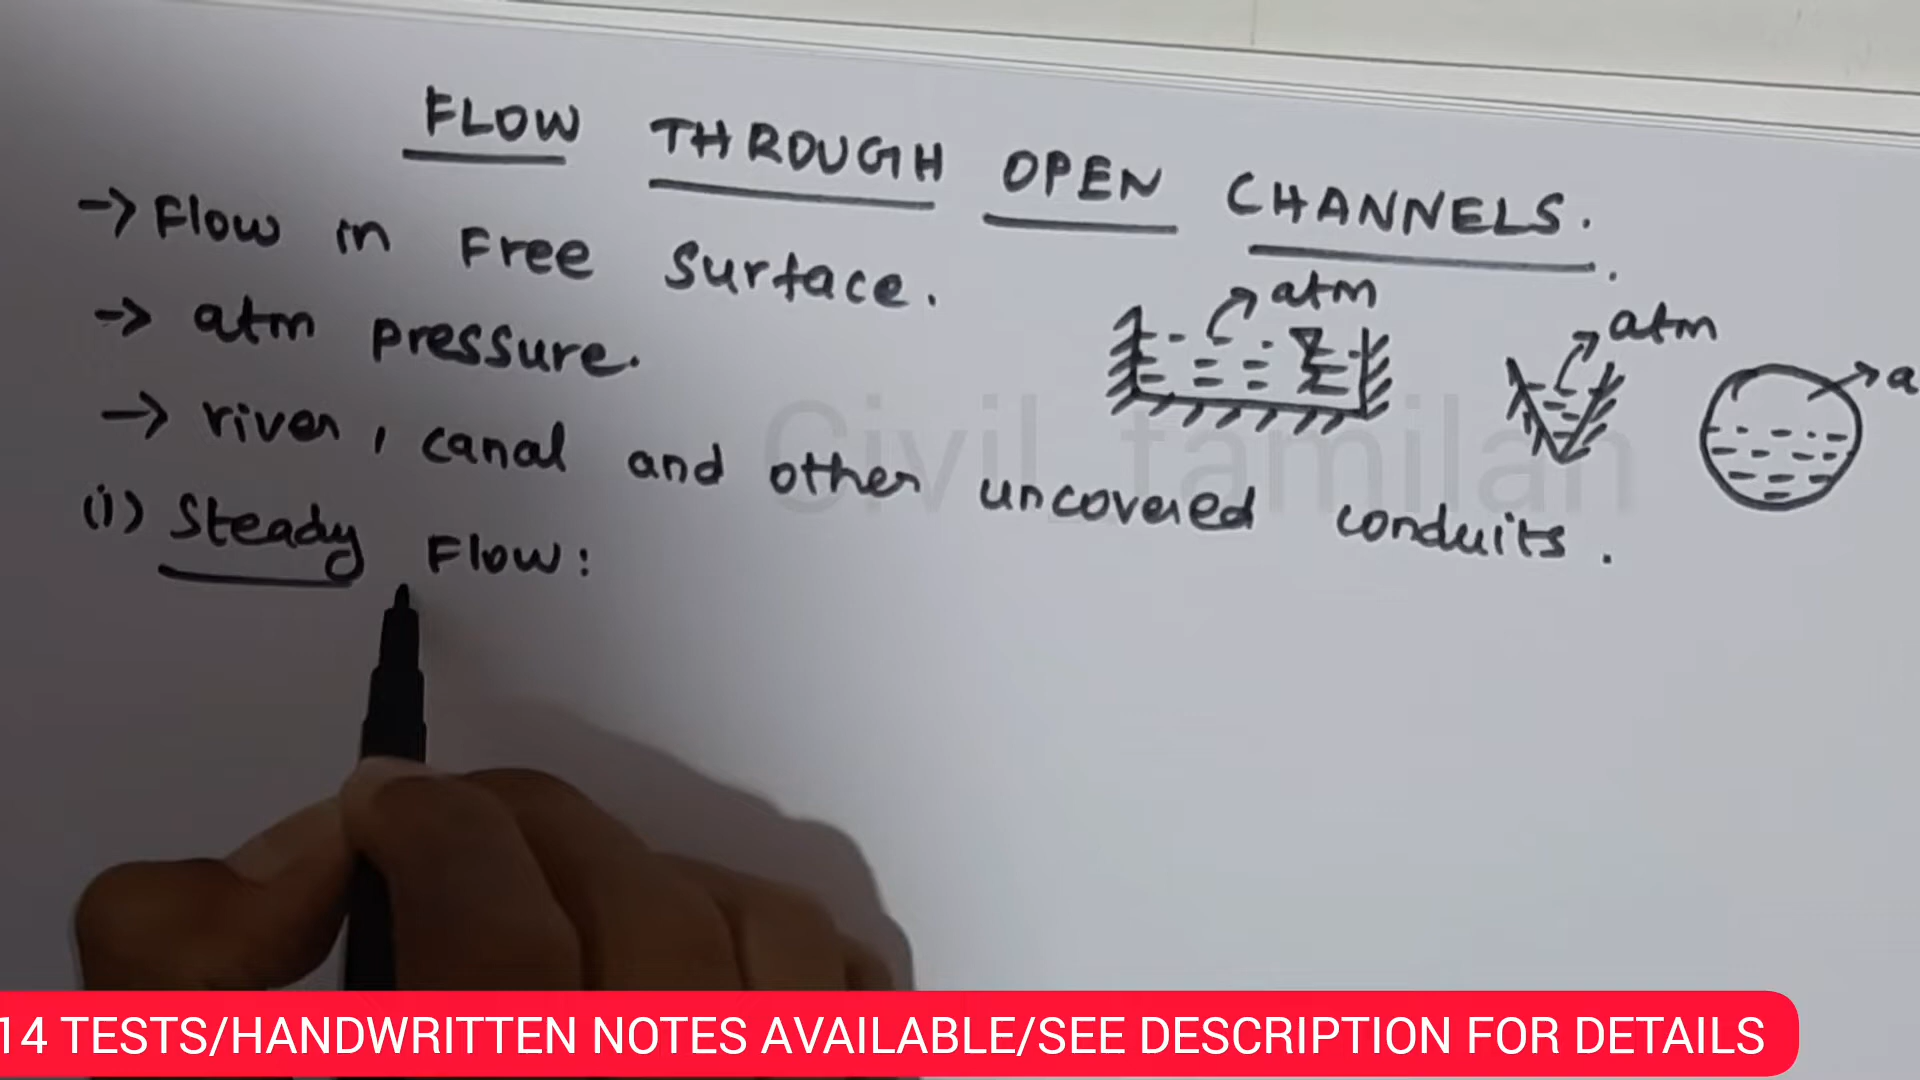 FLOW THROUGH OPEN CHANNELS.
→ Flow in Free Surface.
→ atm pressure.
→ river, canal and other uncovered conduits.
(i) Steady Flow:
atm
atm
a
Civil_tamilan
14 TESTS/HANDWRITTEN NOTES AVAILABLE/SEE DESCRIPTION FOR DETAILS